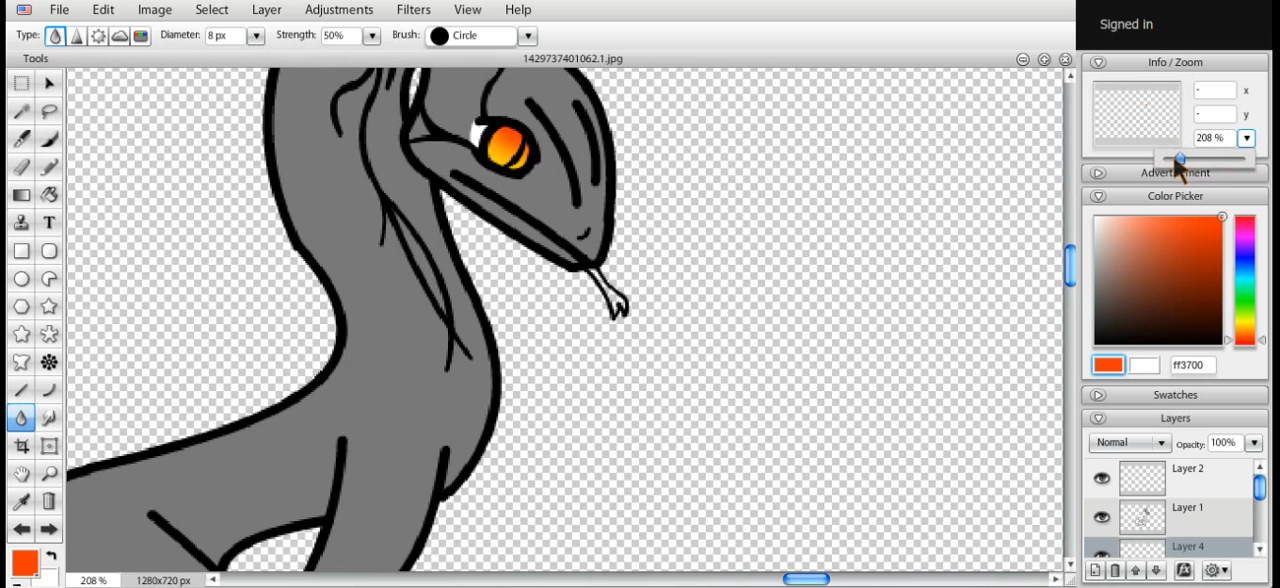 File Edit Image Select Layer Adjustments Filters View Help
Signed In
Type: Diameter: 8 px Strength: 50% Brush: Circle
Tools
1429737401062.1.jpg
Info / Zoom
- x
- y
208 %
Color Picker
T
ff3700
Swatches
Layers
Normal Opacity: 100%
Layer 2
Layer 1
Layer 4
208 % 1280x720 px